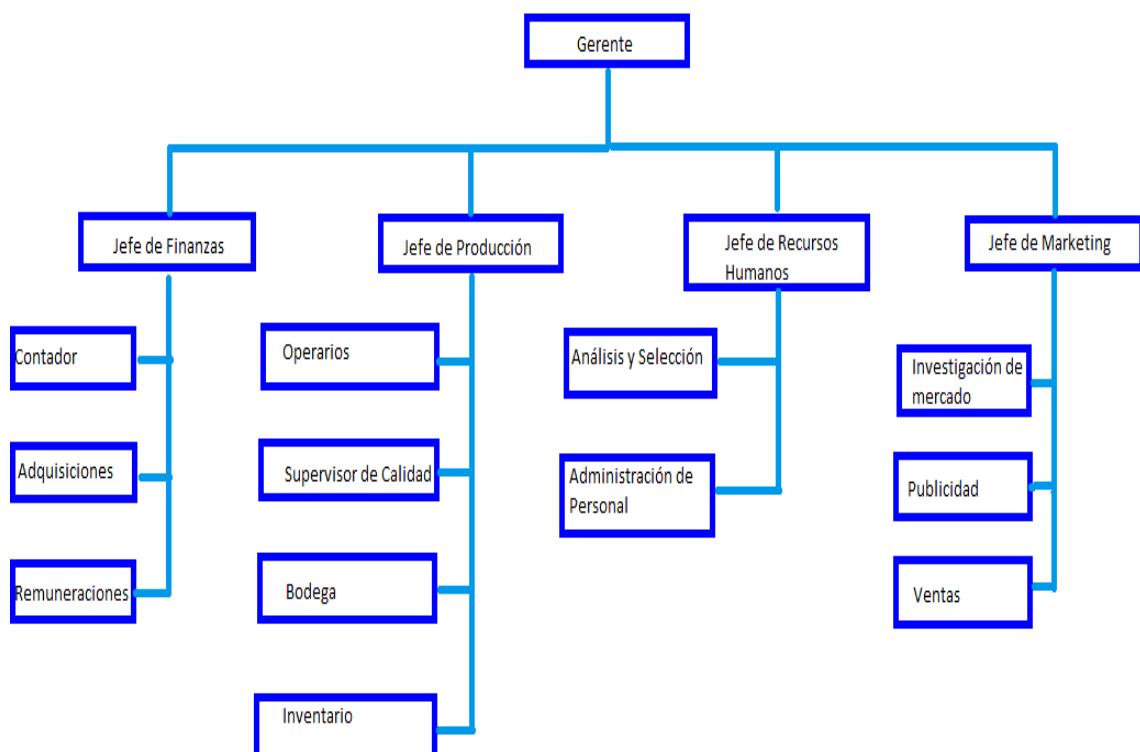 Gerente
Jefe de Finanzas
Jefe de Producción
Jefe de Recursos
Humanos
Jefe de Marketing
Contador
Adquisiciones
Remuneraciones
Operarios
Supervisor de Calidad
Bodega
Inventario
Análisis y Selección
Administración de
Personal
Investigación de
mercado
Publicidad
Ventas